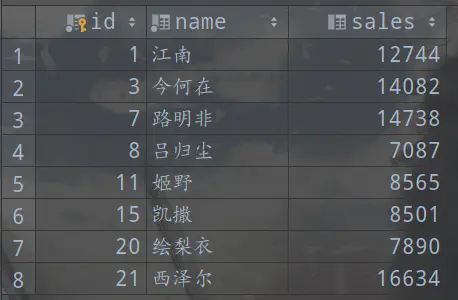 id name sales
1 1 江南 12744
2 3 今何在 14082
3 7 路明非 14738
4 8 吕归尘 7087
5 11 姬野 8565
6 15 凯撒 8501
7 20 绘梨衣 7890
8 21 西泽尔 16634